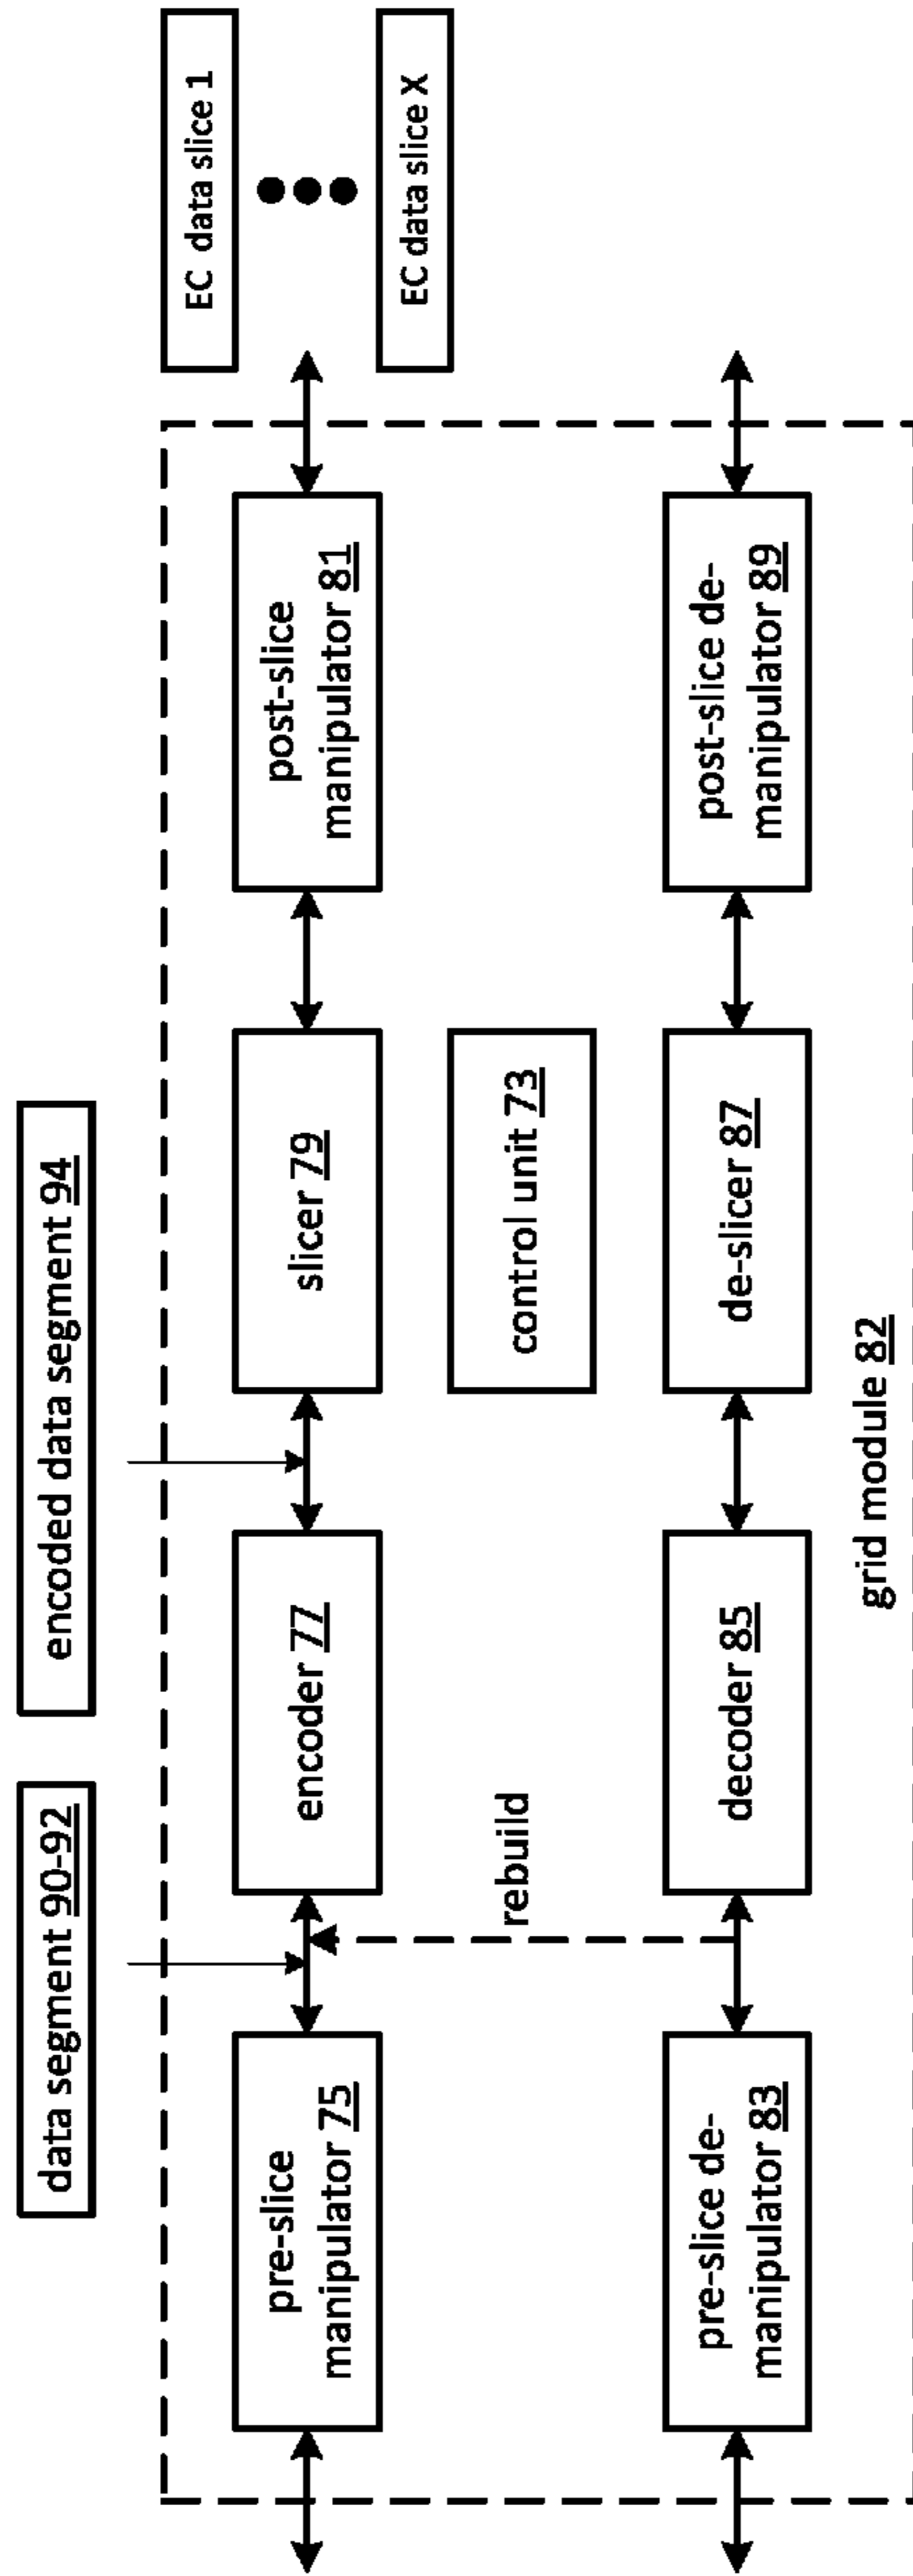 data segment 90-92
encoded data segment 94
EC data slice 1
EC data slice X
pre-slice
manipulator 75
encoder 77
slicer 79
post-slice
manipulator 81
rebuild
control unit 73
pre-slice de-
manipulator 83
decoder 85
de-slicer 87
post-slice de-
manipulator 89
grid module 82